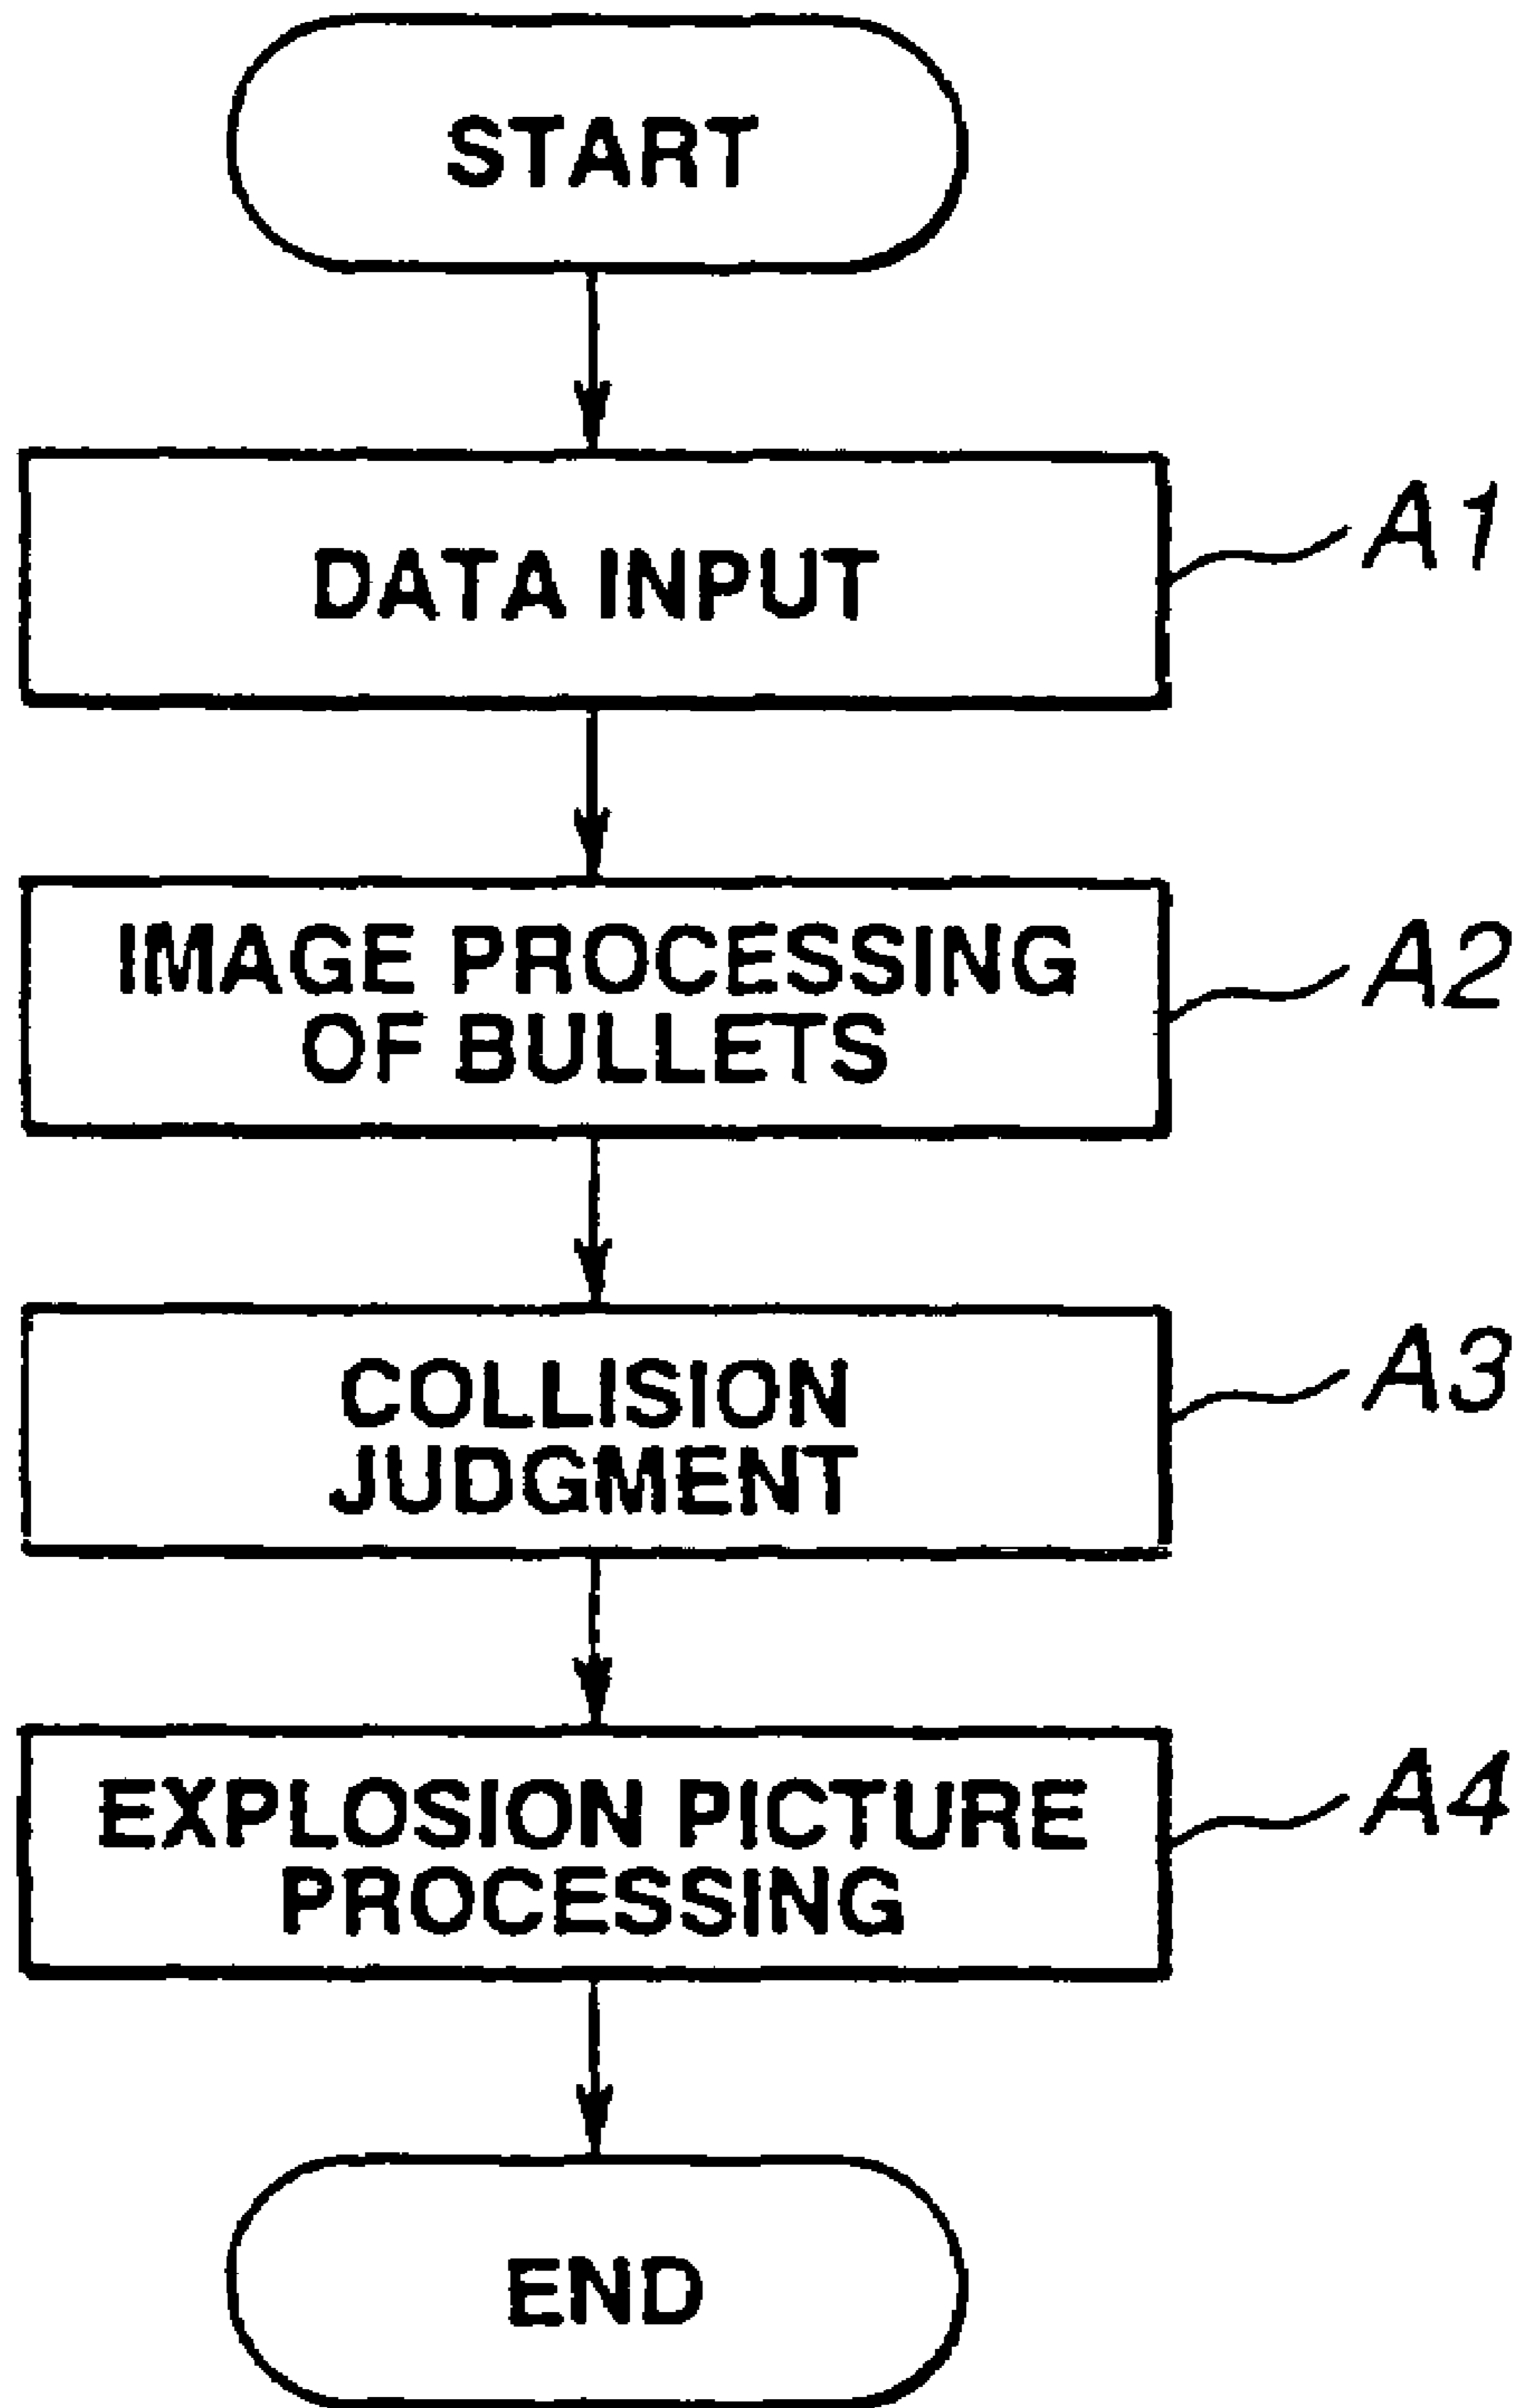 START
DATA INPUT
A1
IMAGE PROCESSING
OF BULLETS
A2
COLLISION
JUDGMENT
A3
EXPLOSION PICTURE
PROCESSING
A4
END